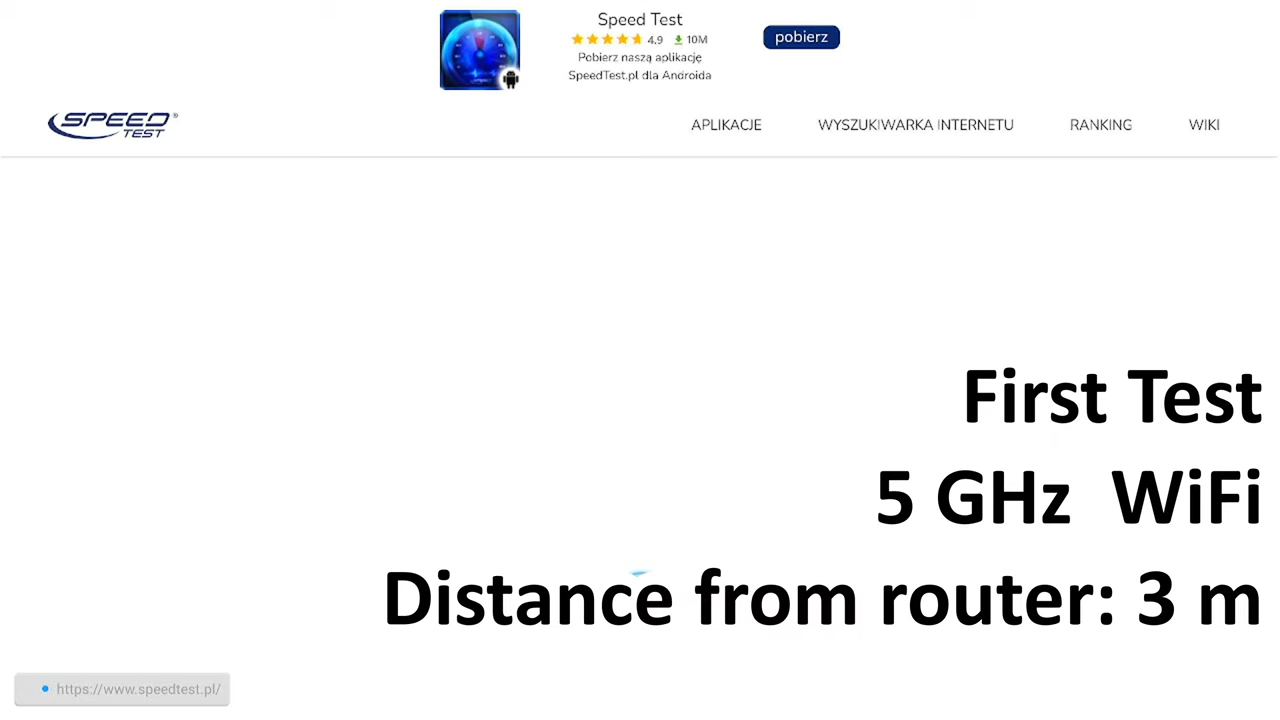 Speed Test
4,9 10M
Pobierz naszą aplikację
SpeedTest.pl dla Androida
pobierz
SPEED TEST®
APLIKACJE WYSZUKIWARKA INTERNETU RANKING WIKI
First Test
5 GHz WiFi
Distance from router: 3 m
https://www.speedtest.pl/